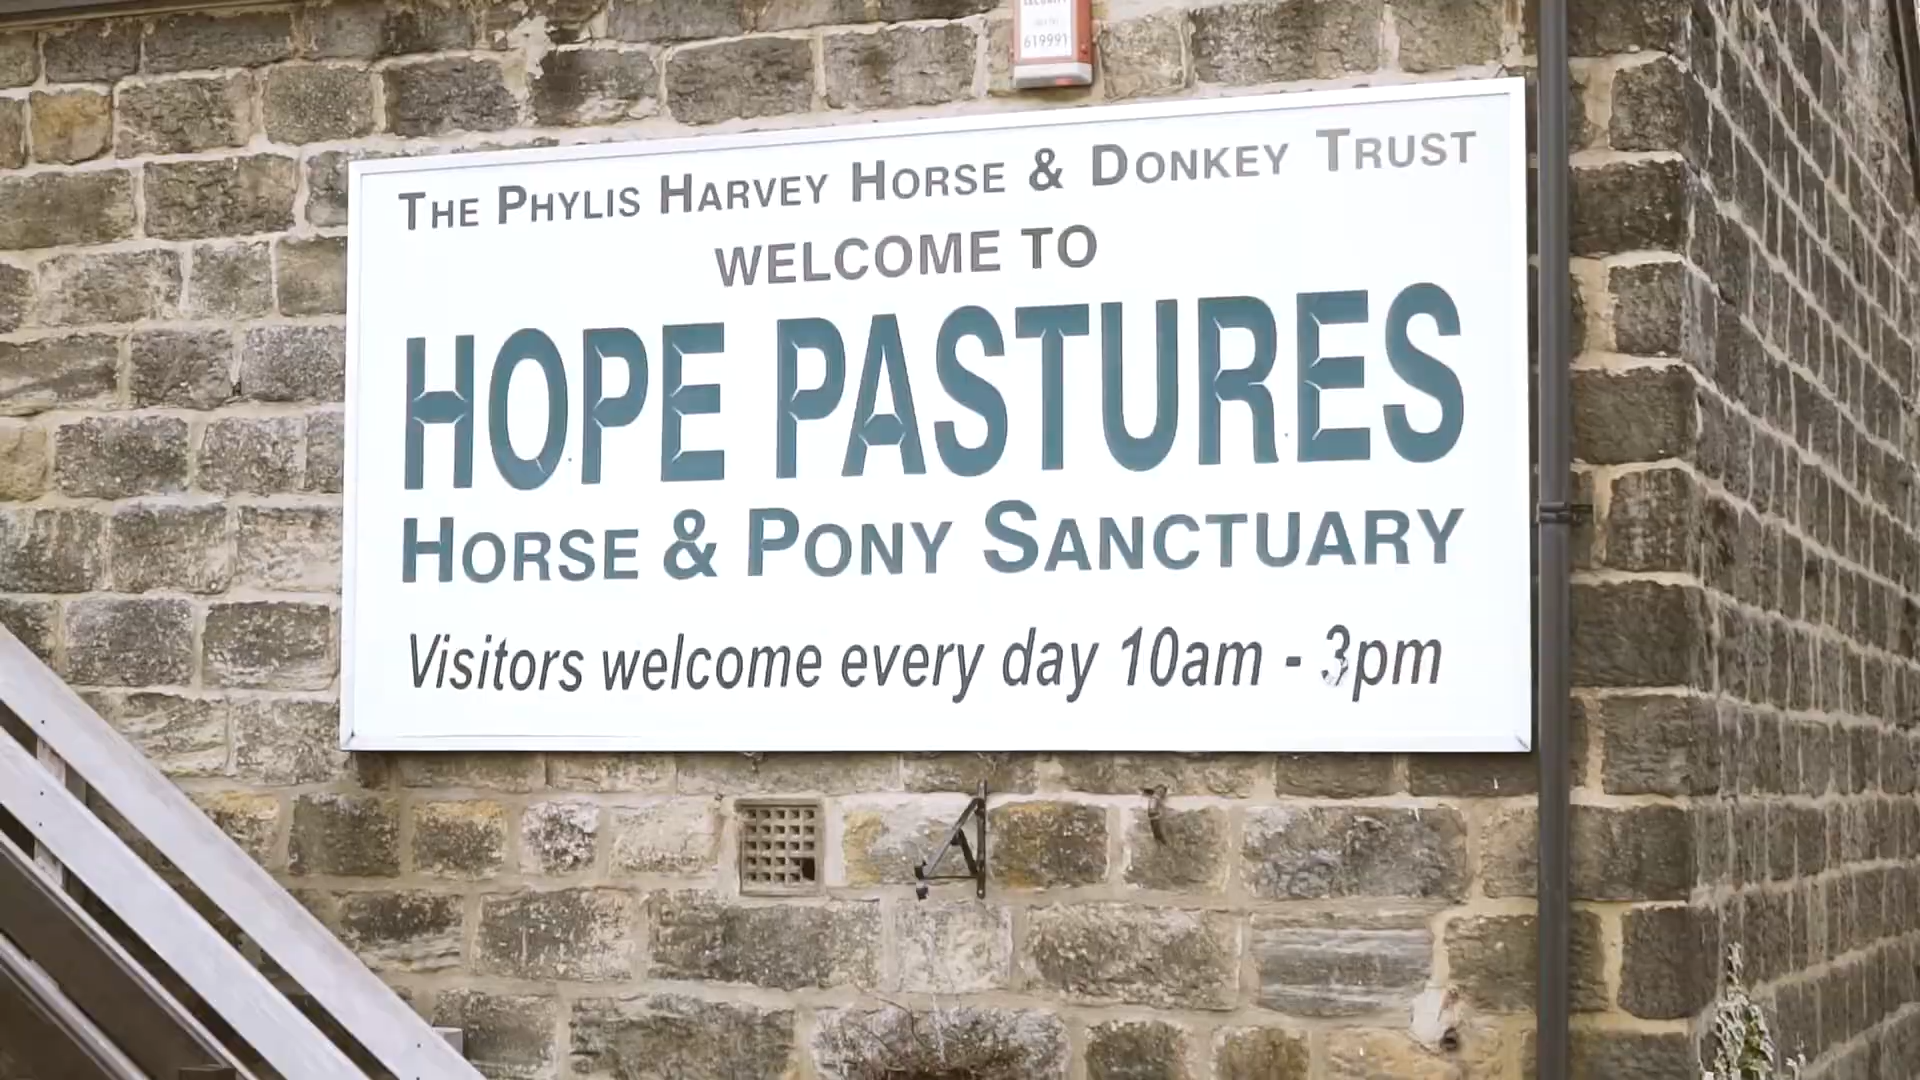 619991
THE PHYLIS HARVEY HORSE & DONKEY TRUST
WELCOME TO
HOPE PASTURES
HORSE & PONY SANCTUARY
Visitors welcome every day 10am - 3pm